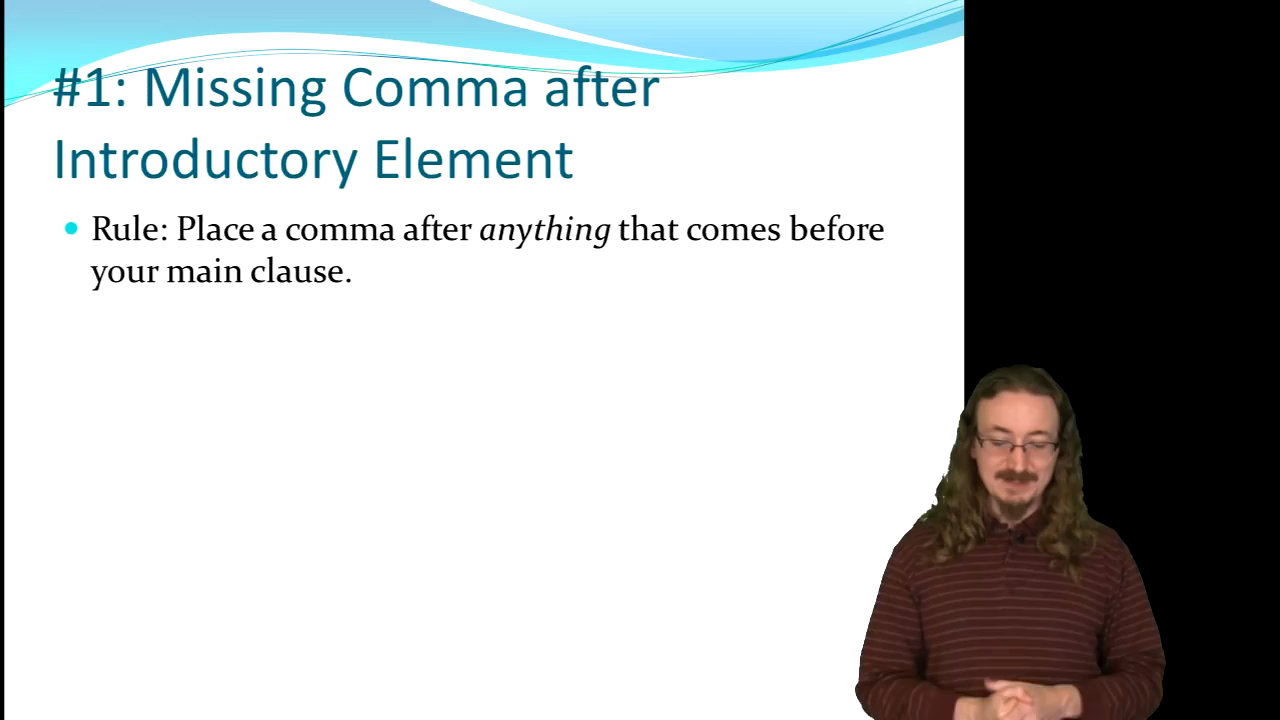 #1: Missing Comma after
Introductory Element
Rule: Place a comma after anything that comes before
your main clause.